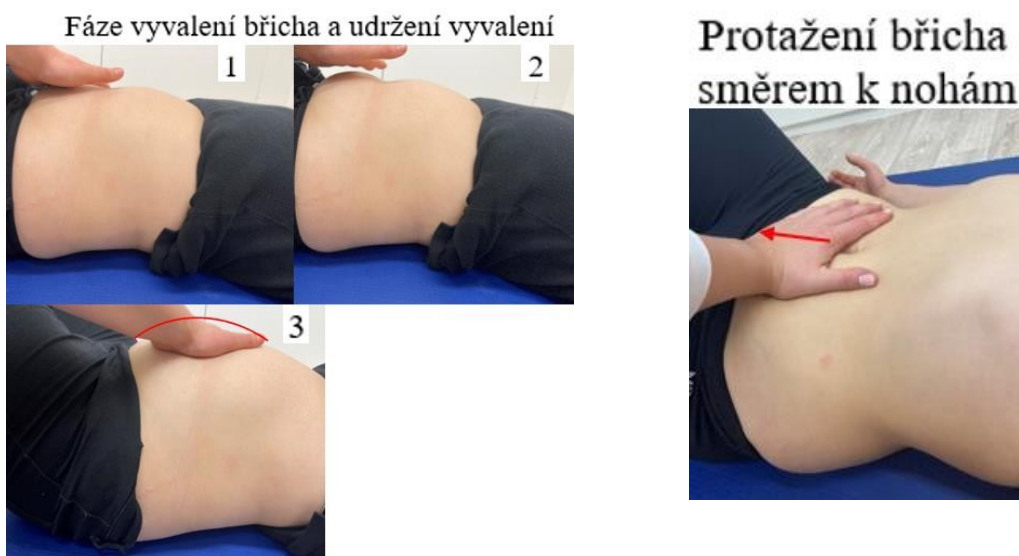 Fáze vyvalení břicha a udržení vyvalení
1
2
3
Protažení břicha
směrem k nohám